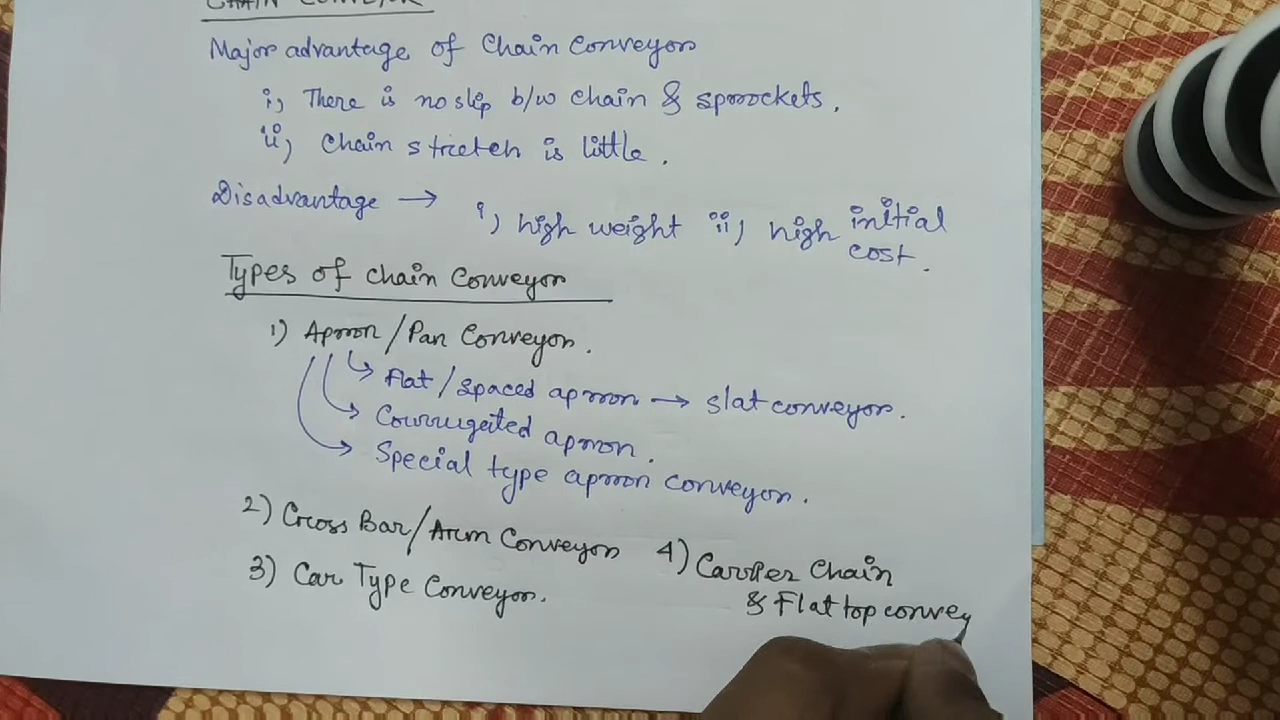 CHAIN CONVEYOR
Major advantage of Chain Conveyor
i, There is no slip b/w chain & sprockets.
ii, Chain stretch is little.
Disadvantage → i, high weight ii, high initial cost.
Types of chain Conveyor
1) Apron/Pan Conveyor.
↳ flat/spaced apron → slat conveyor.
→ Corrugated apron.
→ Special type apron conveyor.
2) Cross Bar/Arm Conveyor
3) Car Type Conveyor.
4) Carrier Chain
& Flat top convey